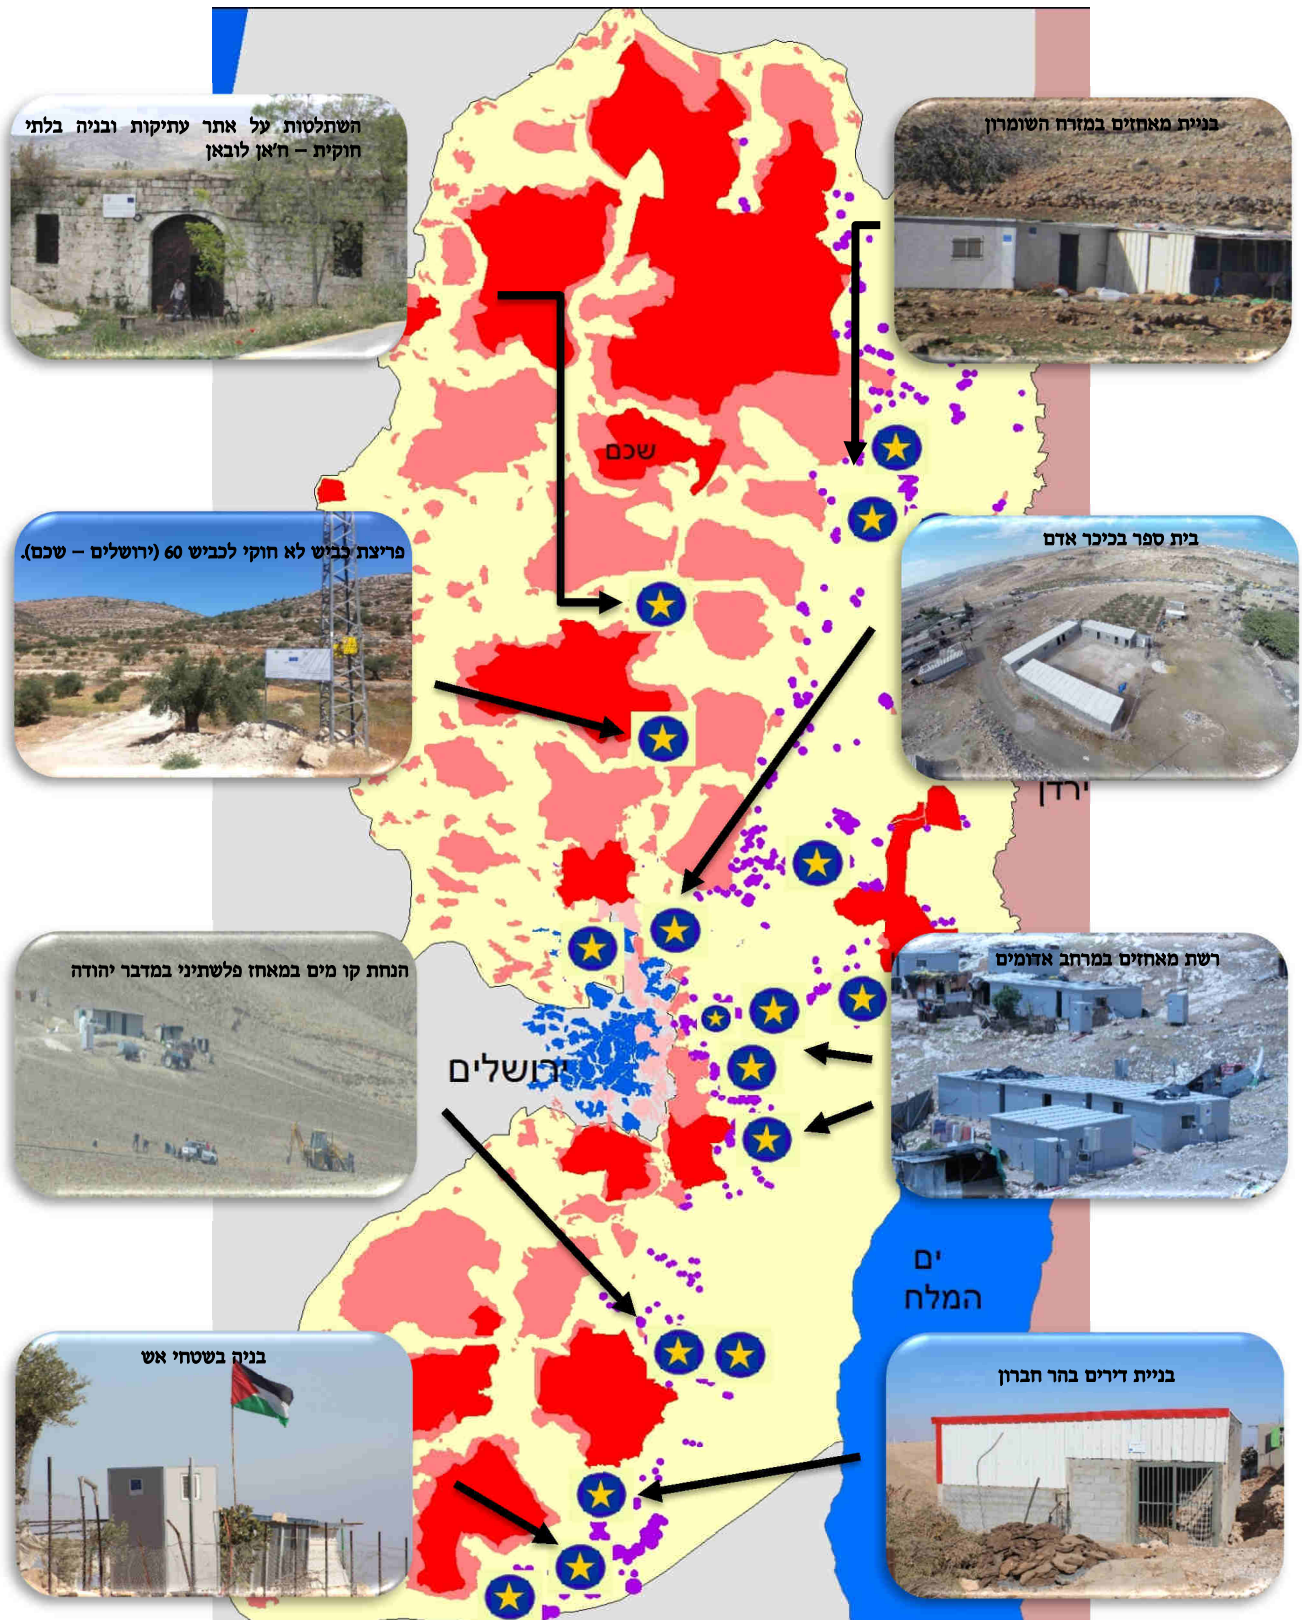 השתלטות על אתר עתיקות ובניה בלתי
חוקית – ח'אן לובאן
בניית מאחזים במזרח השומרון
שכם
פריצת כביש לא חוקי לכביש 60 (ירושלים – שכם).
בית ספר בכיכר אדם
ירדן
הנחת קו מים במאחז פלשתיני במדבר יהודה
רשת מאחזים במרחב אדומים
ירושלים
ים
המלח
בניה בשטחי אש
בניית דירים בהר חברון